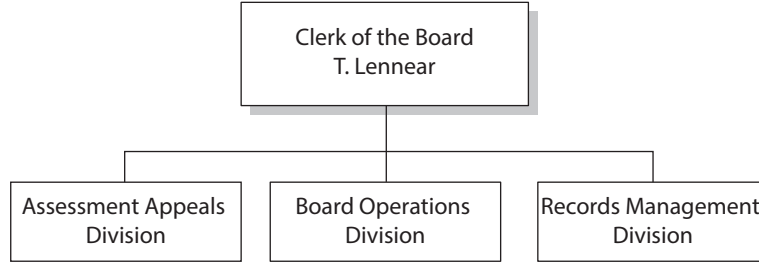 Clerk of the Board
T. Lennear
Assessment Appeals
Division
Board Operations
Division
Records Management
Division